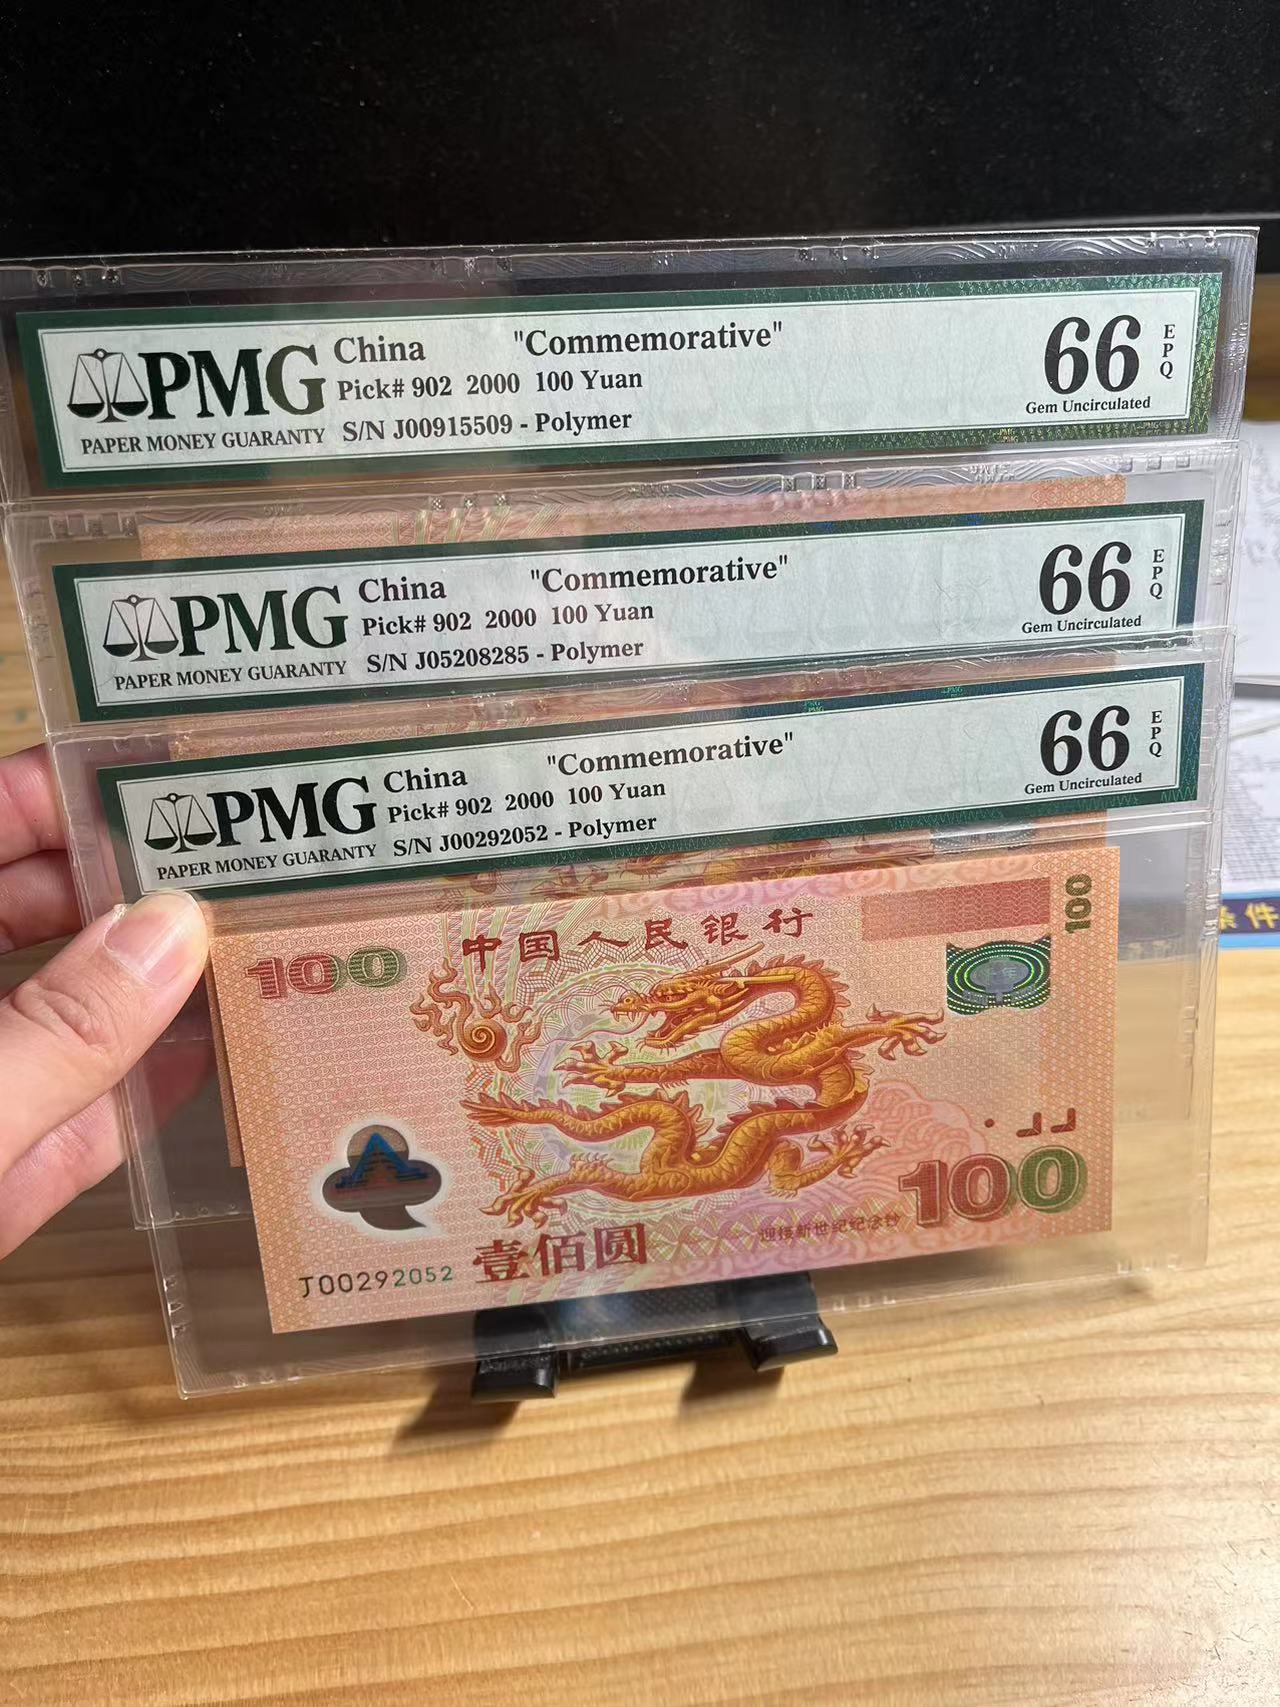 PMG
PAPER MONEY GUARANTY
China "Commemorative"
Pick# 902 2000 100 Yuan
S/N J00915509 - Polymer
66
EPQ
Gem Uncirculated
PMG
PAPER MONEY GUARANTY
China "Commemorative"
Pick# 902 2000 100 Yuan
S/N J05208285 - Polymer
66
EPQ
Gem Uncirculated
PMG
PAPER MONEY GUARANTY
China "Commemorative"
Pick# 902 2000 100 Yuan
S/N J00292052 - Polymer
66
EPQ
Gem Uncirculated
中国人民银行
100
100
100
迎接新世纪纪念钞
壹佰圆
J00292052
条件